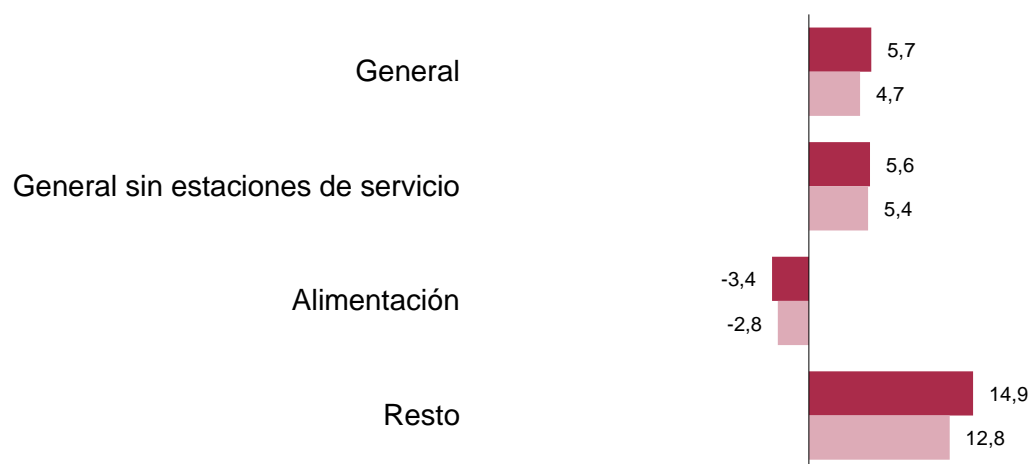 General
5,7
4,7
General sin estaciones de servicio
5,6
5,4
Alimentación
-3,4
-2,8
Resto
14,9
12,8